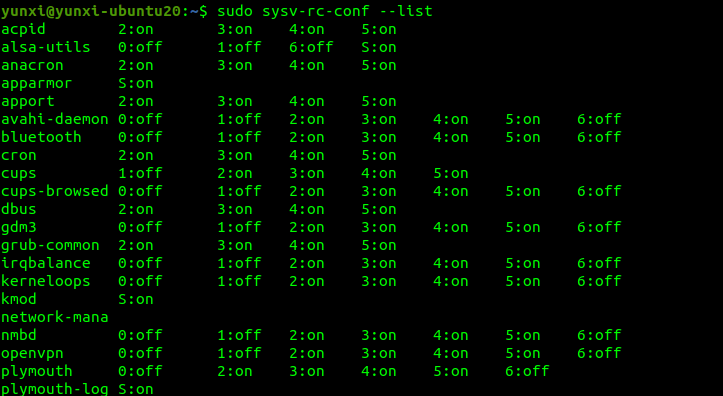 yunxi@yunxi-ubuntu20:~$ sudo sysv-rc-conf --list
acpid        2:on       3:on    4:on    5:on
alsa-utils   0:off      1:off   6:off   S:on
anacron      2:on       3:on    4:on    5:on
apparmor     S:on
apport       2:on       3:on    4:on    5:on
avahi-daemon 0:off      1:off   2:on    3:on    4:on    5:on    6:off
bluetooth    0:off      1:off   2:on    3:on    4:on    5:on    6:off
cron         2:on       3:on    4:on    5:on
cups         1:off      2:on    3:on    4:on    5:on
cups-browsed 0:off      1:off   2:on    3:on    4:on    5:on    6:off
dbus         2:on       3:on    4:on    5:on
gdm3         0:off      1:off   2:on    3:on    4:on    5:on    6:off
grub-common  2:on       3:on    4:on    5:on
irqbalance   0:off      1:off   2:on    3:on    4:on    5:on    6:off
kerneloops   0:off      1:off   2:on    3:on    4:on    5:on    6:off
kmod         S:on
network-mana
nmbd         0:off      1:off   2:on    3:on    4:on    5:on    6:off
openvpn      0:off      1:off   2:on    3:on    4:on    5:on    6:off
plymouth     0:off      2:on    3:on    4:on    5:on    6:off
plymouth-log S:on